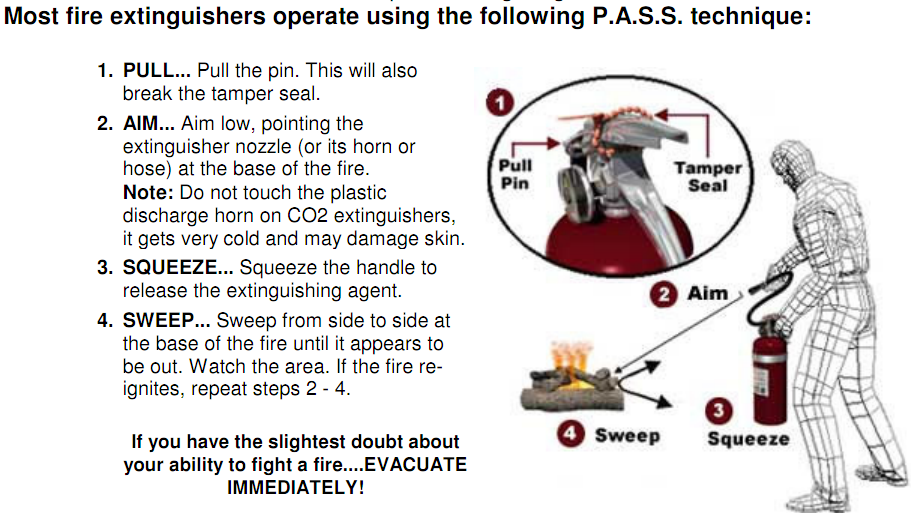 Most fire extinguishers operate using the following P.A.S.S. technique:
1. PULL... Pull the pin. This will also
break the tamper seal.
2. AIM... Aim low, pointing the
extinguisher nozzle (or its horn or
hose) at the base of the fire.
Note: Do not touch the plastic
discharge horn on CO2 extinguishers,
it gets very cold and may damage skin.
3. SQUEEZE... Squeeze the handle to
release the extinguishing agent.
4. SWEEP... Sweep from side to side at
the base of the fire until it appears to
be out. Watch the area. If the fire re-
ignites, repeat steps 2 - 4.
If you have the slightest doubt about
your ability to fight a fire....EVACUATE
IMMEDIATELY!
1
Pull
Pin
Tamper
Seal
2 Aim
3
Squeeze
4 Sweep